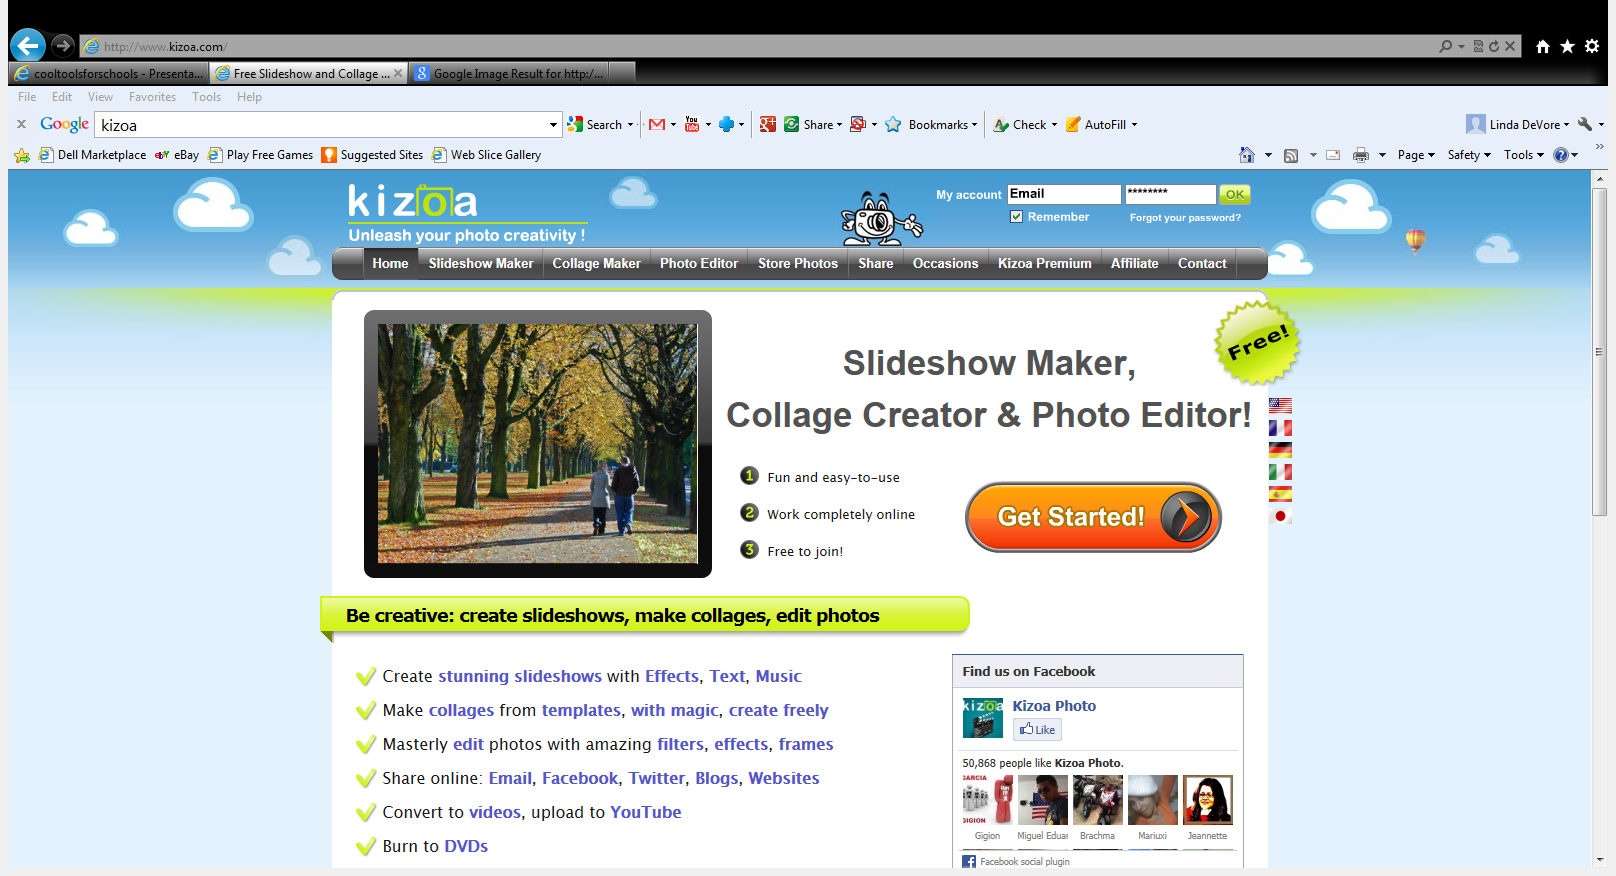 http://www.kizoa.com/
cooltoolsforschools - Presenta...
Free Slideshow and Collage ...
Google Image Result for http:/...
File Edit View Favorites Tools Help
x Google kizoa Search Share Bookmarks Check AutoFill Linda DeVore
Dell Marketplace eBay Play Free Games Suggested Sites Web Slice Gallery Page Safety Tools
kizoa
Unleash your photo creativity !
My account Email ******** OK
Remember Forgot your password?
Home Slideshow Maker Collage Maker Photo Editor Store Photos Share Occasions Kizoa Premium Affiliate Contact
Free!
Slideshow Maker,
Collage Creator & Photo Editor!
1 Fun and easy-to-use
2 Work completely online
3 Free to join!
Get Started!
Be creative: create slideshows, make collages, edit photos
Create stunning slideshows with Effects, Text, Music
Make collages from templates, with magic, create freely
Masterly edit photos with amazing filters, effects, frames
Share online: Email, Facebook, Twitter, Blogs, Websites
Convert to videos, upload to YouTube
Burn to DVDs
Find us on Facebook
kizoa
Kizoa Photo
Like
50,868 people like Kizoa Photo.
GARCIA
GIGION
Gigion Miguel Eduar Brachma Mariuxi Jeannette
Facebook social plugin